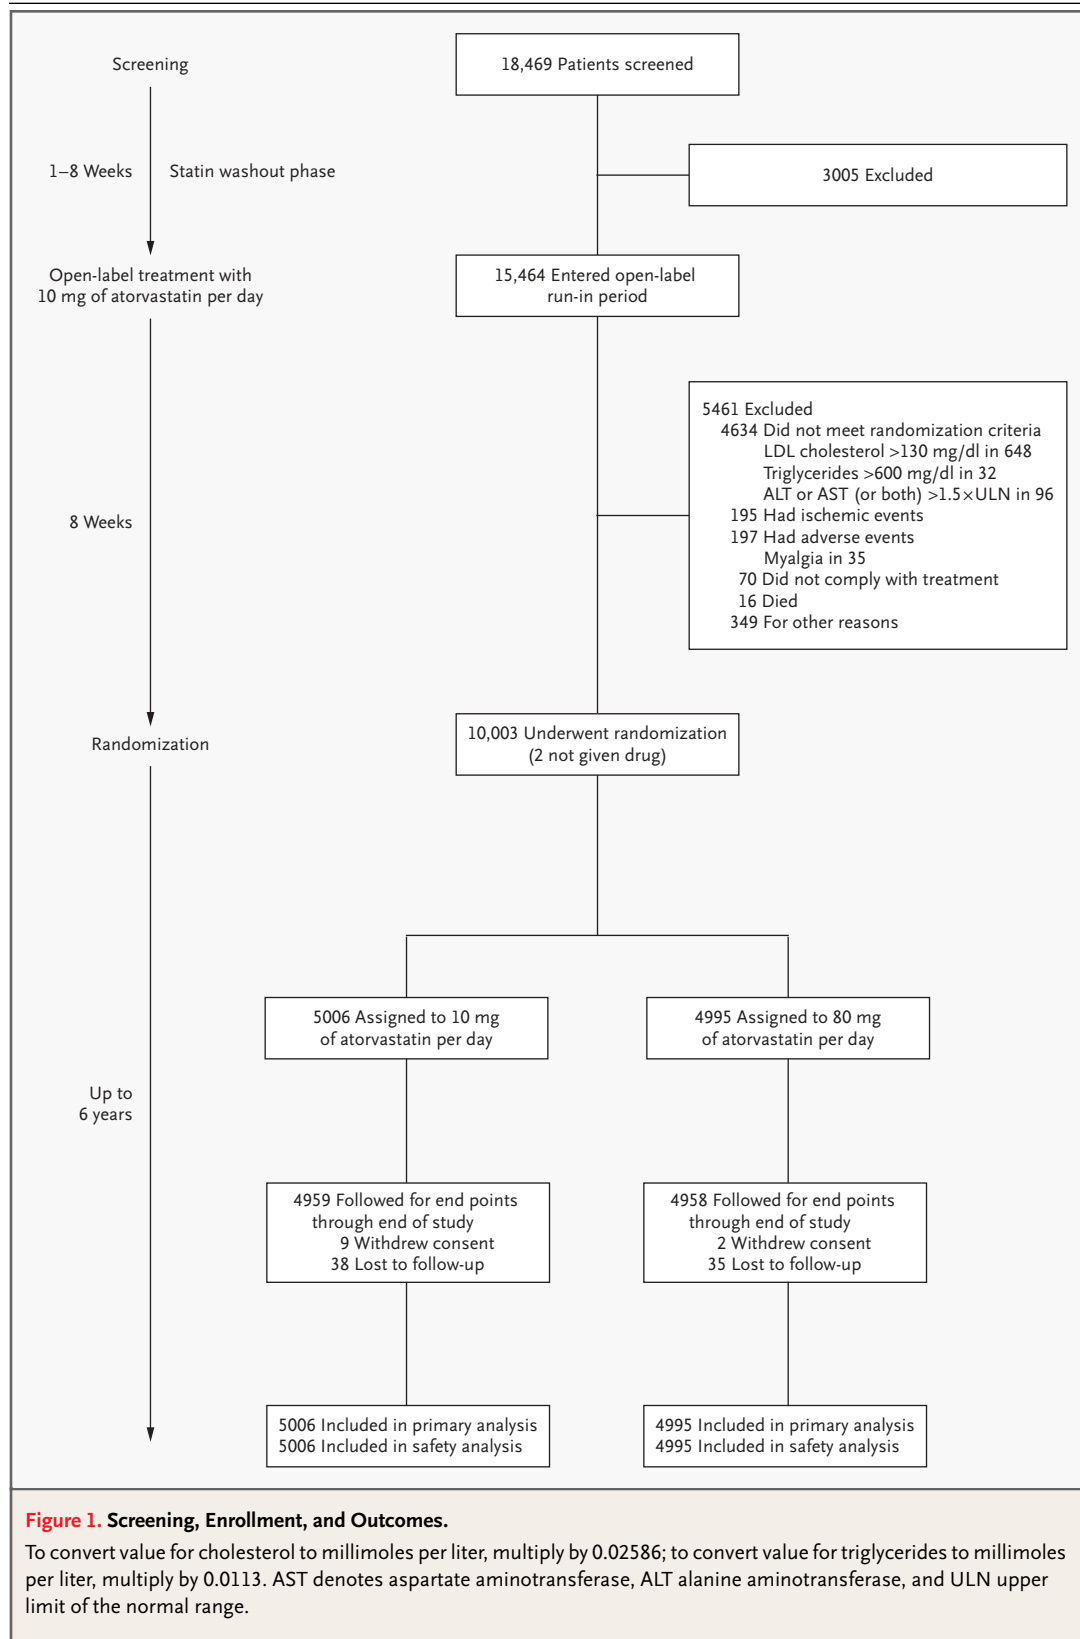 Screening
18,469 Patients screened
1–8 Weeks
Statin washout phase
3005 Excluded
Open-label treatment with
10 mg of atorvastatin per day
15,464 Entered open-label
run-in period
8 Weeks
5461 Excluded
4634 Did not meet randomization criteria
LDL cholesterol >130 mg/dl in 648
Triglycerides >600 mg/dl in 32
ALT or AST (or both) >1.5×ULN in 96
195 Had ischemic events
197 Had adverse events
Myalgia in 35
70 Did not comply with treatment
16 Died
349 For other reasons
Randomization
10,003 Underwent randomization
(2 not given drug)
5006 Assigned to 10 mg
of atorvastatin per day
4995 Assigned to 80 mg
of atorvastatin per day
Up to
6 years
4959 Followed for end points
through end of study
9 Withdrew consent
38 Lost to follow-up
4958 Followed for end points
through end of study
2 Withdrew consent
35 Lost to follow-up
5006 Included in primary analysis
5006 Included in safety analysis
4995 Included in primary analysis
4995 Included in safety analysis
Figure 1. Screening, Enrollment, and Outcomes.
To convert value for cholesterol to millimoles per liter, multiply by 0.02586; to convert value for triglycerides to millimoles
per liter, multiply by 0.0113. AST denotes aspartate aminotransferase, ALT alanine aminotransferase, and ULN upper
limit of the normal range.